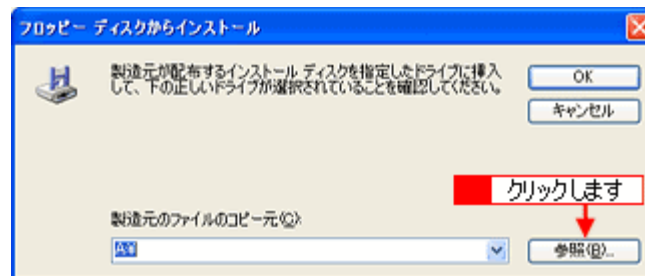 フロッピー ディスクからインストール
製造元が配布するインストール ディスクを指定したドライブに挿入
して、下の正しいドライブが選択されていることを確認してください。
OK
キャンセル
クリックします
製造元のファイルのコピー元(C):
A:¥
参照(B)...